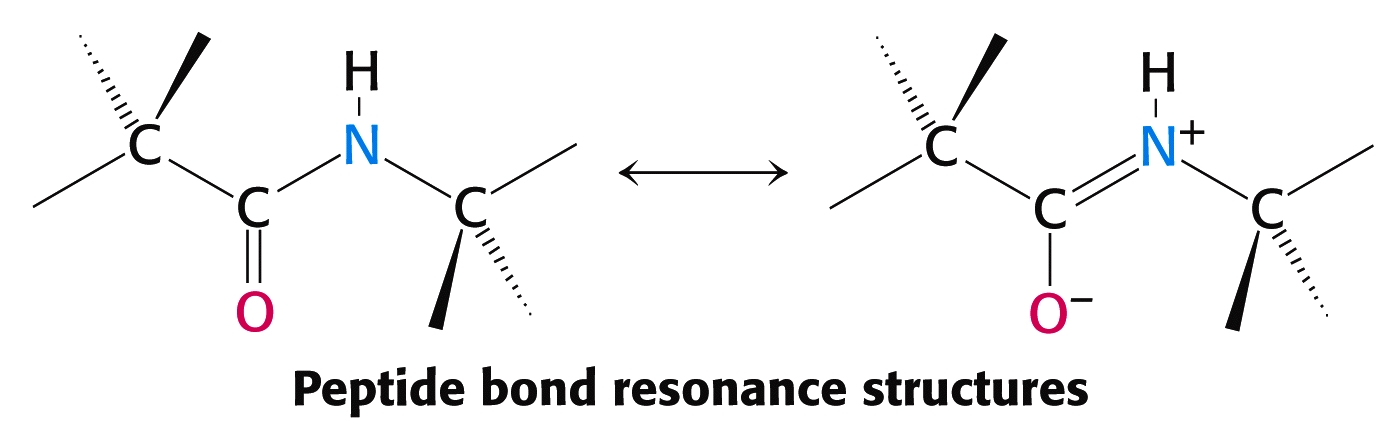 H H
C N C N+
C C C C
O O−
Peptide bond resonance structures